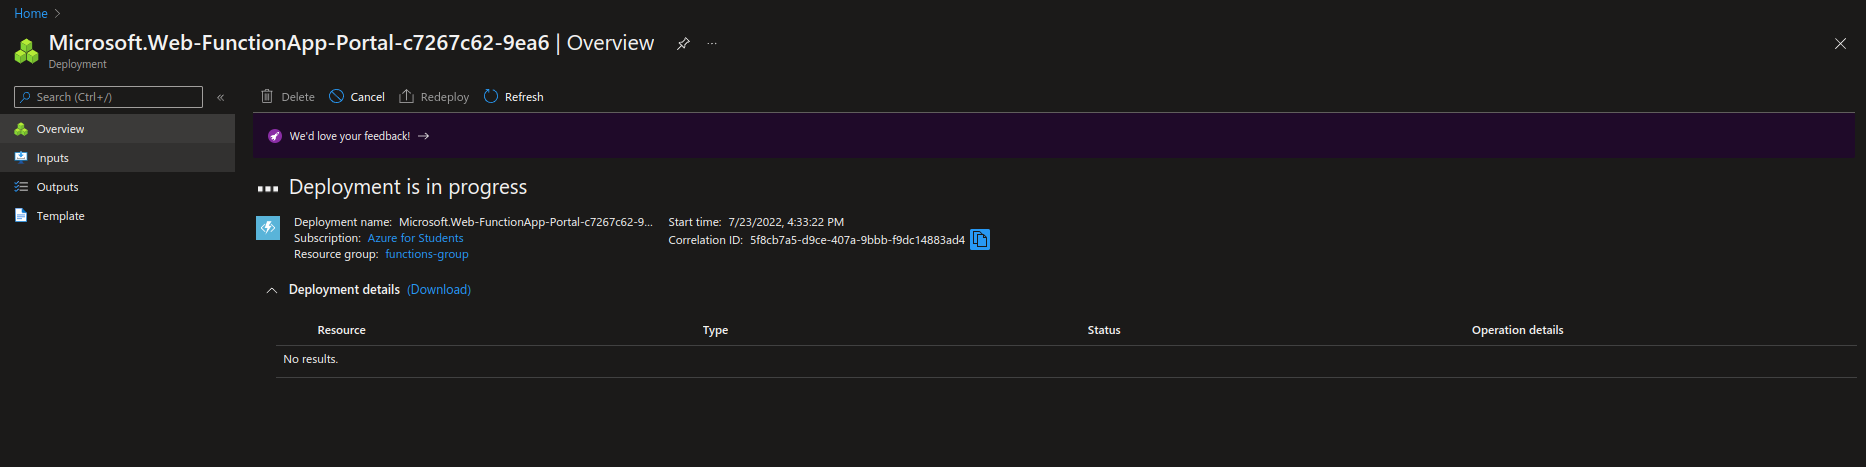 Home >
Microsoft.Web-FunctionApp-Portal-c7267c62-9ea6 | Overview ...
Deployment
Search (Ctrl+/) «
Overview
Inputs
Outputs
Template
Delete Cancel Redeploy Refresh
We'd love your feedback! →
Deployment is in progress
Deployment name: Microsoft.Web-FunctionApp-Portal-c7267c62-9...
Subscription: Azure for Students
Resource group: functions-group
Start time: 7/23/2022, 4:33:22 PM
Correlation ID: 5f8cb7a5-d9ce-407a-9bbb-f9dc14883ad4
Deployment details (Download)
Resource Type Status Operation details
No results.